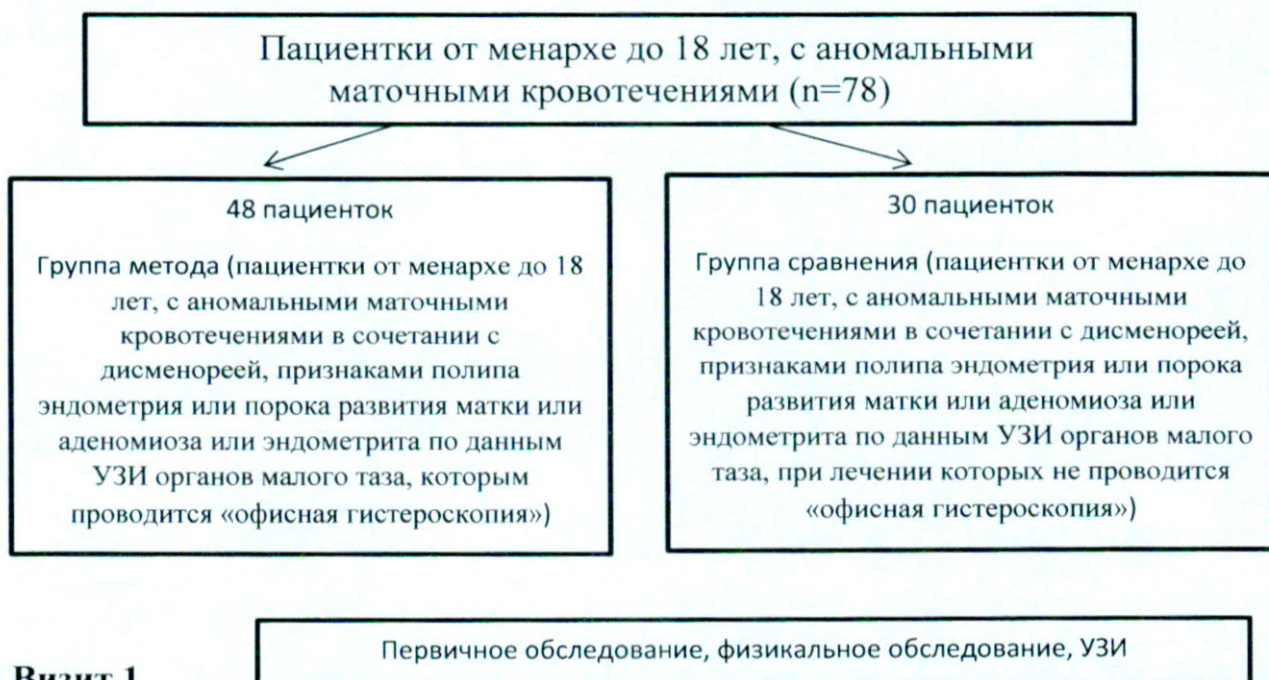 Пациентки от менархе до 18 лет, с аномальными
маточными кровотечениями (n=78)
48 пациенток
Группа метода (пациентки от менархе до 18
лет, с аномальными маточными
кровотечениями в сочетании с
дисменореей, признаками полипа
эндометрия или порока развития матки или
аденомиоза или эндометрита по данным
УЗИ органов малого таза, которым
проводится «офисная гистероскопия»)
30 пациенток
Группа сравнения (пациентки от менархе до
18 лет, с аномальными маточными
кровотечениями в сочетании с дисменореей,
признаками полипа эндометрия или порока
развития матки или аденомиоза или
эндометрита по данным УЗИ органов малого
таза, при лечении которых не проводится
«офисная гистероскопия»)
Первичное обследование, физикальное обследование, УЗИ
Визит 1